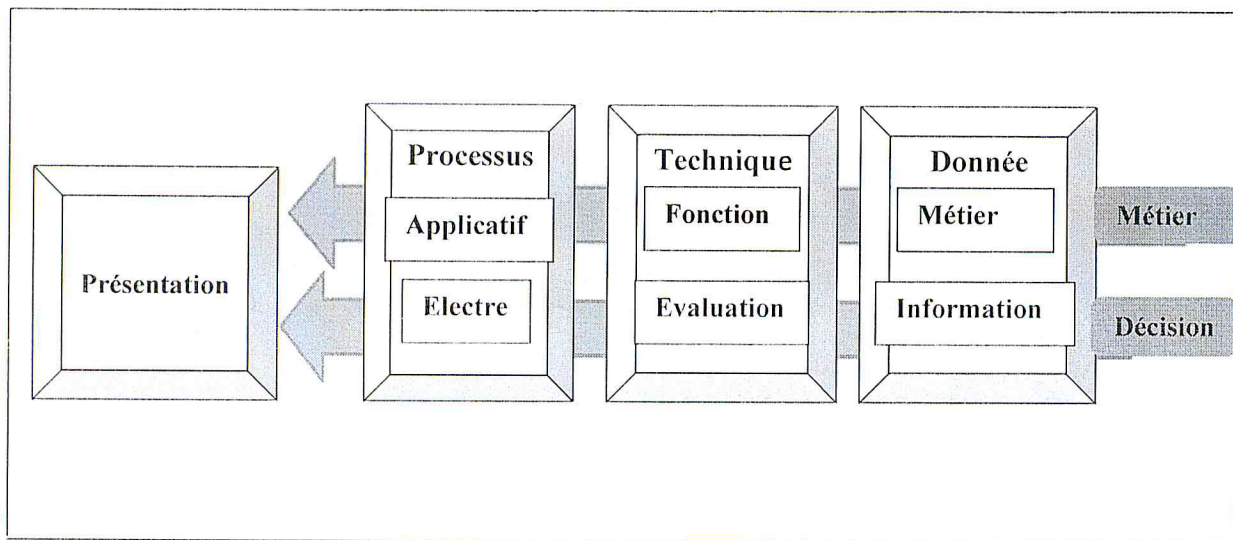 Présentation
Processus
Applicatif
Electre
Technique
Fonction
Evaluation
Donnée
Métier
Information
Métier
Décision